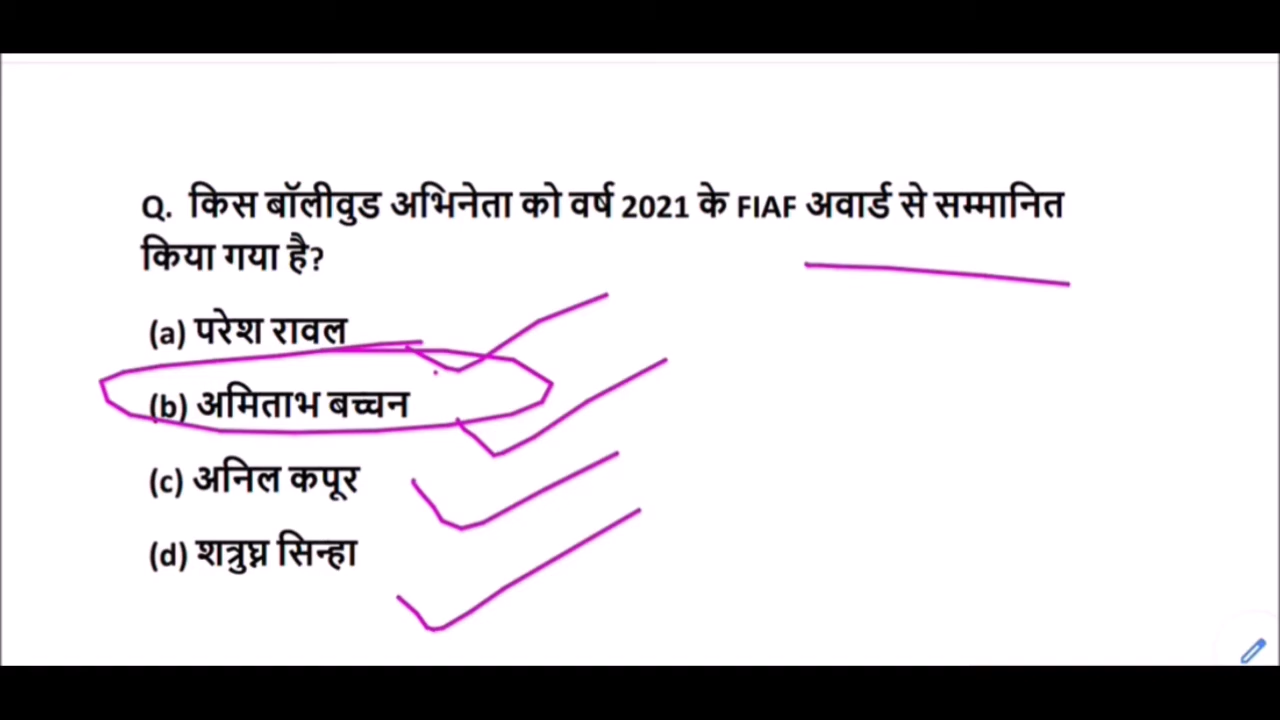 Q. किस बॉलीवुड अभिनेता को वर्ष 2021 के FIAF अवार्ड से सम्मानित
किया गया है?
(a) परेश रावल
(b) अमिताभ बच्चन
(c) अनिल कपूर
(d) शत्रुघ्न सिन्हा